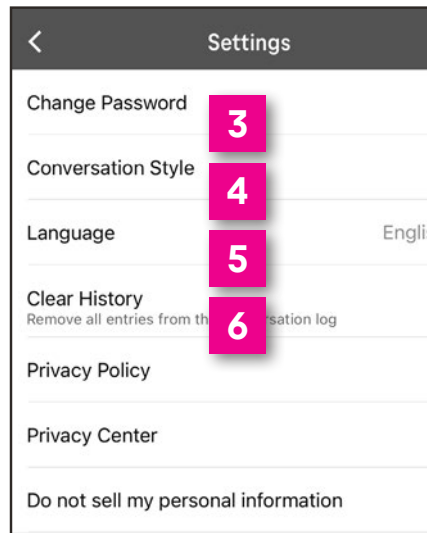 Settings
Change Password
3
Conversation Style
4
Language
5
Clear History
Remove all entries from 6
log
Privacy Policy
Privacy Center
Do not sell my personal information